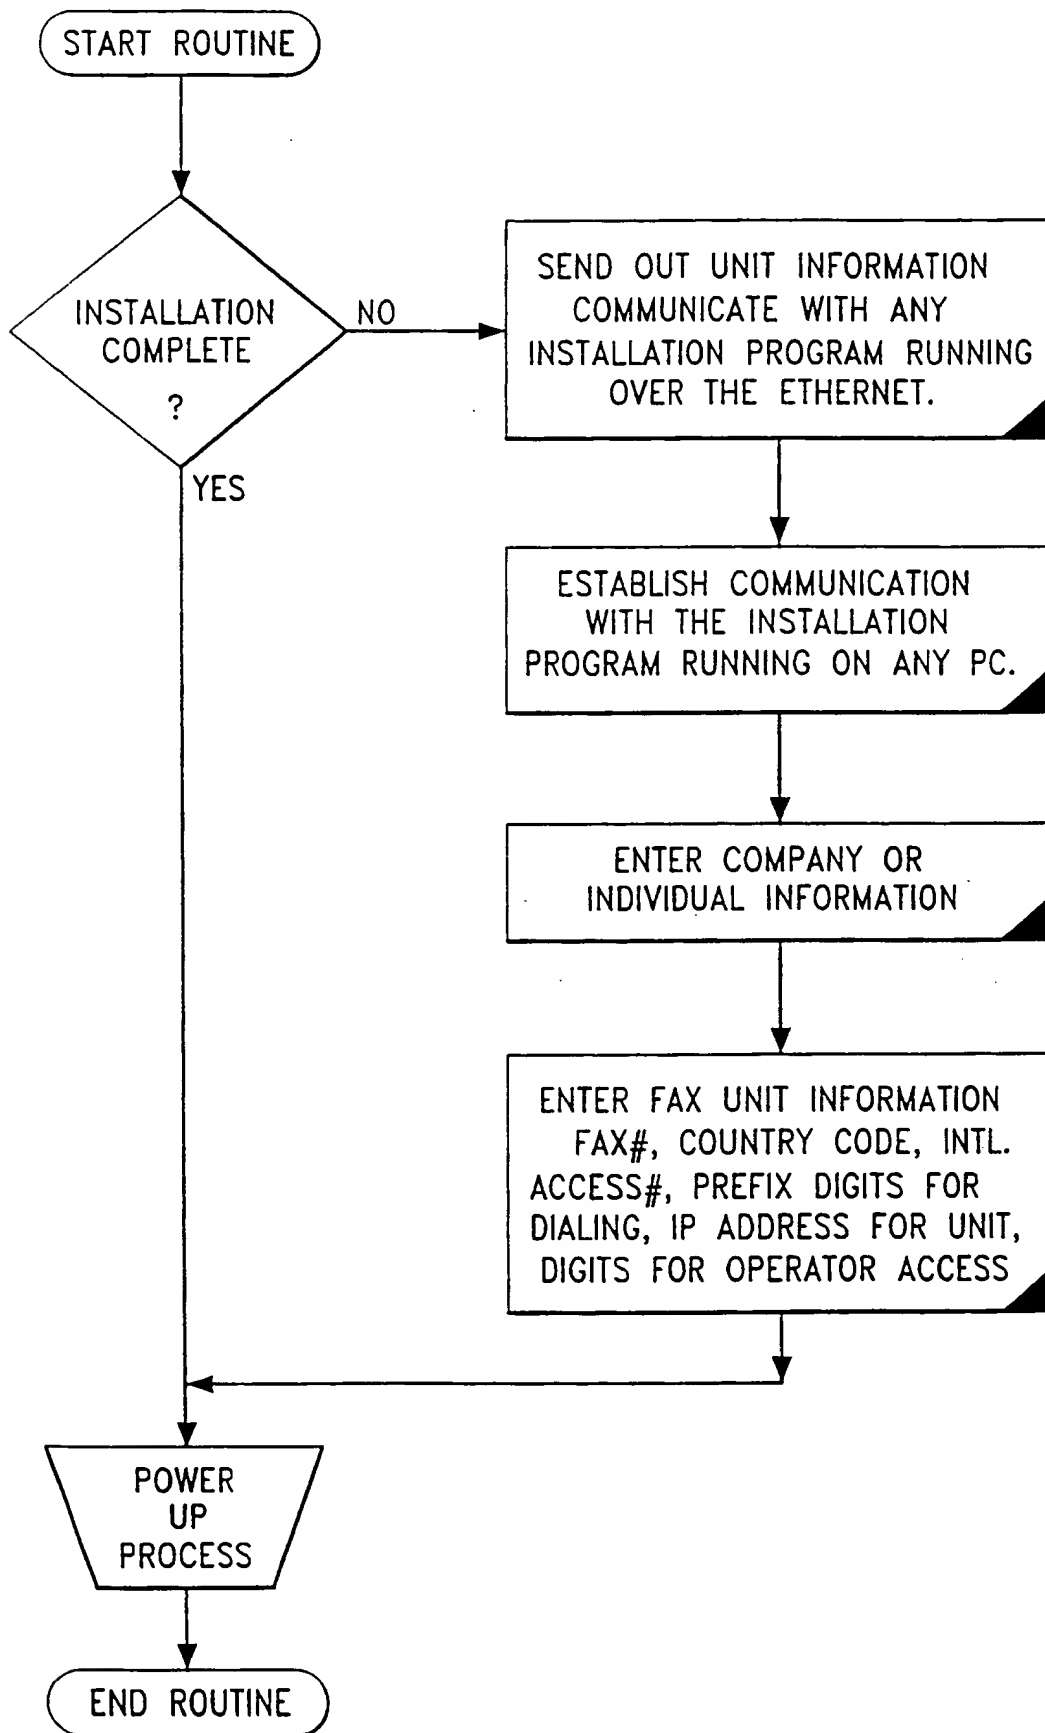 START ROUTINE
INSTALLATION
COMPLETE
?
NO
YES
SEND OUT UNIT INFORMATION
COMMUNICATE WITH ANY
INSTALLATION PROGRAM RUNNING
OVER THE ETHERNET.
ESTABLISH COMMUNICATION
WITH THE INSTALLATION
PROGRAM RUNNING ON ANY PC.
ENTER COMPANY OR
INDIVIDUAL INFORMATION
ENTER FAX UNIT INFORMATION
FAX#, COUNTRY CODE, INTL.
ACCESS#, PREFIX DIGITS FOR
DIALING, IP ADDRESS FOR UNIT,
DIGITS FOR OPERATOR ACCESS
POWER
UP
PROCESS
END ROUTINE